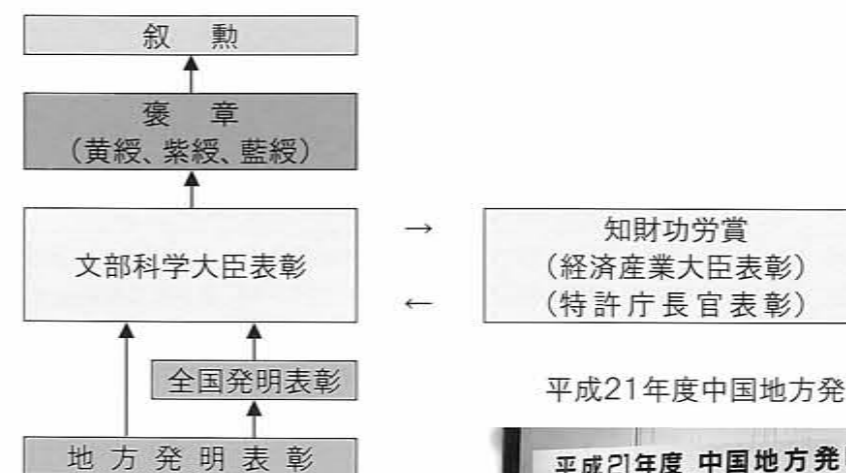 叙 勲
褒 章
(黄綬、紫綬、藍綬)
文部科学大臣表彰
→
←
知財功労賞
(経済産業大臣表彰)
(特許庁長官表彰)
全国発明表彰
地方発明表彰
平成21年度中国地方発
平成21年度 中国地方発